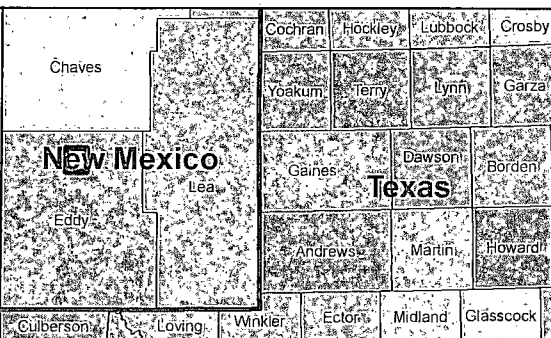 Cochran Hockley Lubbock Crosby
Chaves
Yoakum Terry Lynn Garza
New Mexico
Lea
Gaines
Dawson
Borden
Texas
Eddy
Andrews Martin Howard
Culberson Loving Winkler Ector Midland Glasscock